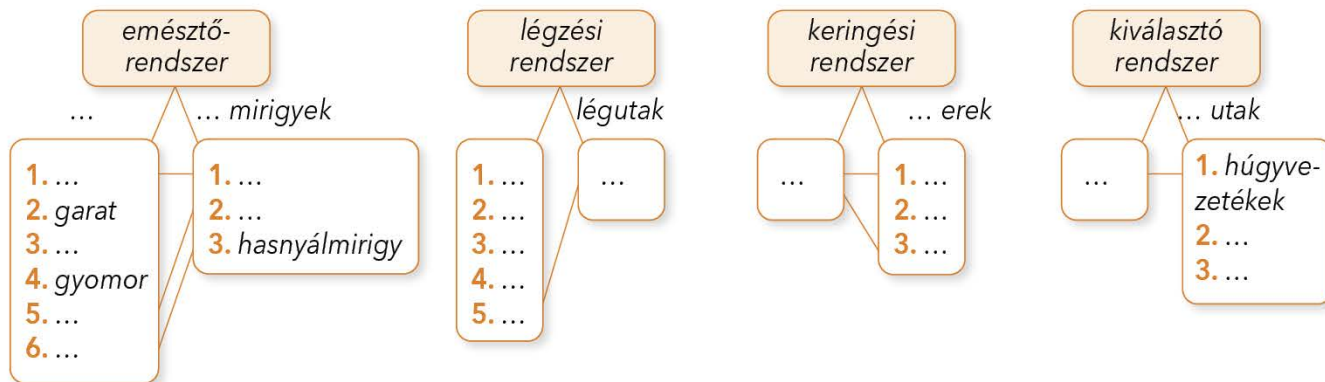 emésztő-
rendszer
...
... mirigyek
1. ...
2. garat
3. ...
4. gyomor
5. ...
6. ...
1. ...
2. ...
3. hasnyálmirigy
légzési
rendszer
légutak
1. ...
2. ...
3. ...
4. ...
5. ...
...
keringési
rendszer
... erek
...
1. ...
2. ...
3. ...
kiválasztó
rendszer
... utak
...
1. húgyve-
zetékek
2. ...
3. ...